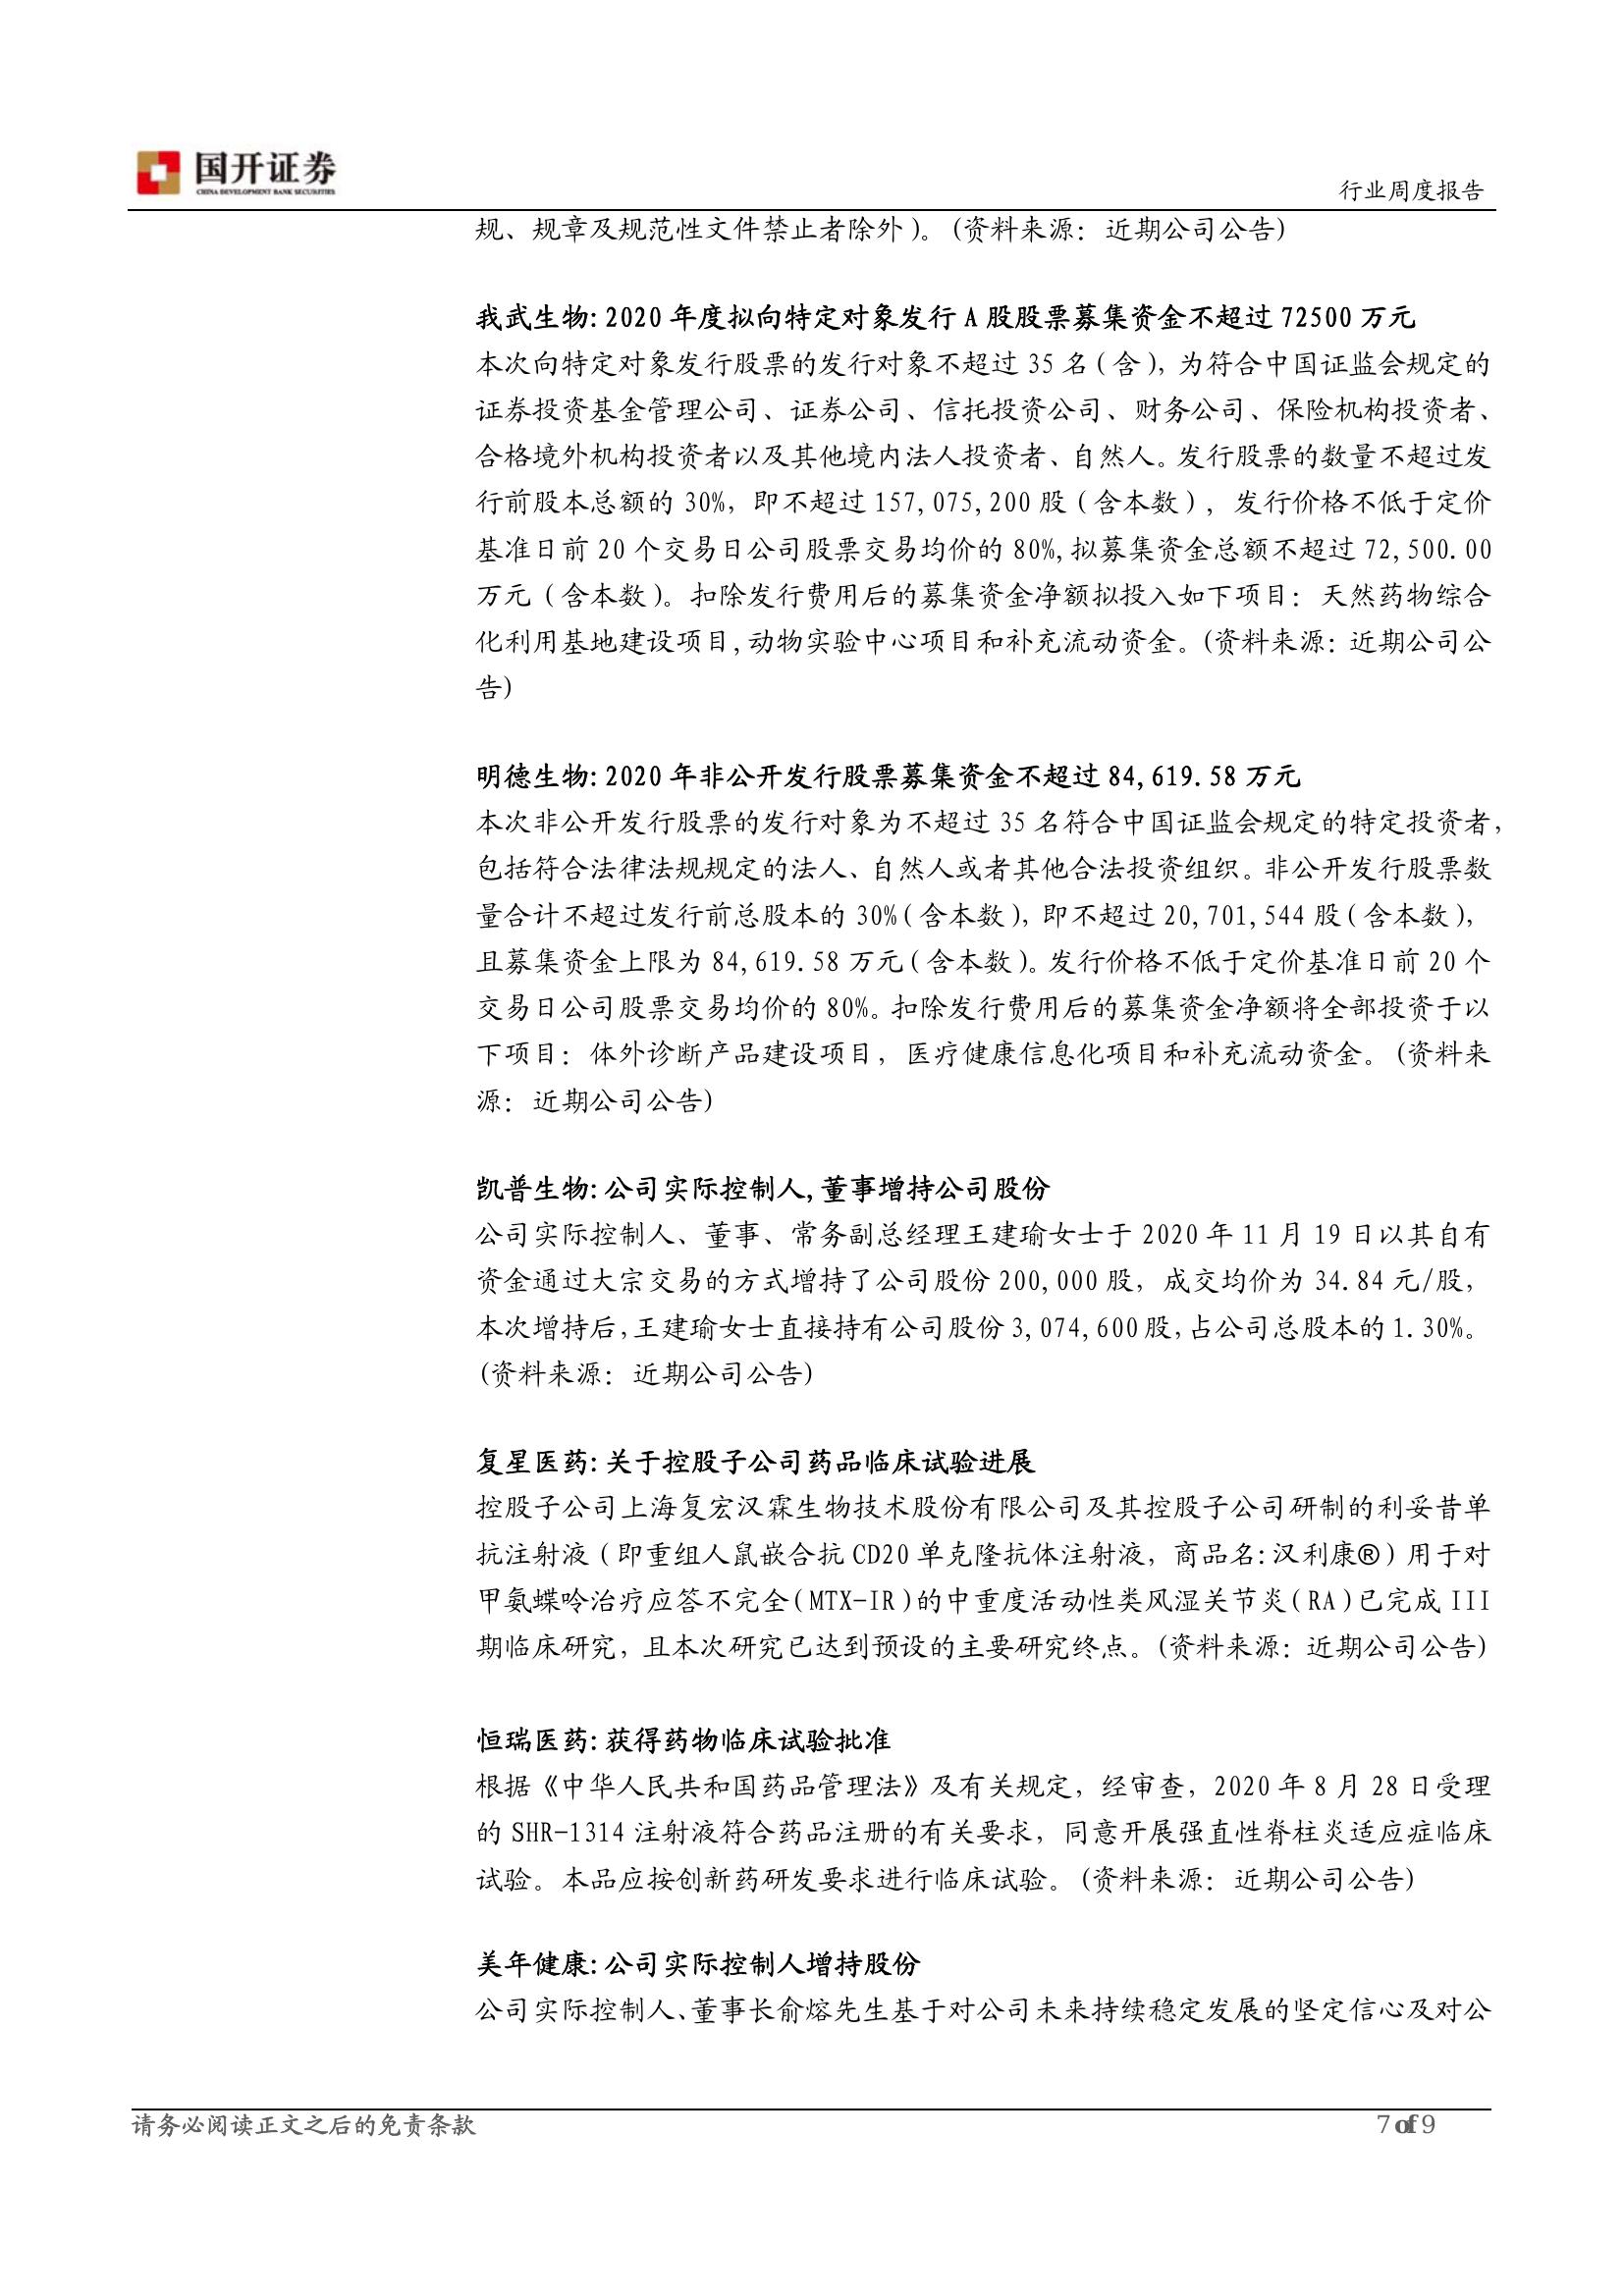 国开证券
CHINA DEVELOPMENT BANK SECURITIES
行业周度报告
规、规章及规范性文件禁止者除外)。(资料来源：近期公司公告)
我武生物:2020 年度拟向特定对象发行 A 股股票募集资金不超过 72500 万元
本次向特定对象发行股票的发行对象不超过 35 名(含)，为符合中国证监会规定的
证券投资基金管理公司、证券公司、信托投资公司、财务公司、保险机构投资者、
合格境外机构投资者以及其他境内法人投资者、自然人。发行股票的数量不超过发
行前股本总额的 30%，即不超过 157,075,200 股(含本数)，发行价格不低于定价
基准日前 20 个交易日公司股票交易均价的 80%,拟募集资金总额不超过 72,500.00
万元(含本数)。扣除发行费用后的募集资金净额拟投入如下项目：天然药物综合
化利用基地建设项目,动物实验中心项目和补充流动资金。(资料来源：近期公司公
告)
明德生物:2020 年非公开发行股票募集资金不超过 84,619.58 万元
本次非公开发行股票的发行对象为不超过 35 名符合中国证监会规定的特定投资者，
包括符合法律法规规定的法人、自然人或者其他合法投资组织。非公开发行股票数
量合计不超过发行前总股本的 30%(含本数)，即不超过 20,701,544 股(含本数)，
且募集资金上限为 84,619.58 万元(含本数)。发行价格不低于定价基准日前 20 个
交易日公司股票交易均价的 80%。扣除发行费用后的募集资金净额将全部投资于以
下项目：体外诊断产品建设项目，医疗健康信息化项目和补充流动资金。(资料来
源：近期公司公告)
凯普生物:公司实际控制人,董事增持公司股份
公司实际控制人、董事、常务副总经理王建瑜女士于 2020 年 11 月 19 日以其自有
资金通过大宗交易的方式增持了公司股份 200,000 股，成交均价为 34.84 元/股，
本次增持后，王建瑜女士直接持有公司股份 3,074,600 股，占公司总股本的 1.30%。
(资料来源：近期公司公告)
复星医药:关于控股子公司药品临床试验进展
控股子公司上海复宏汉霖生物技术股份有限公司及其控股子公司研制的利妥昔单
抗注射液(即重组人鼠嵌合抗 CD20 单克隆抗体注射液，商品名:汉利康®)用于对
甲氨蝶呤治疗应答不完全(MTX-IR)的中重度活动性类风湿关节炎(RA)已完成 III
期临床研究，且本次研究已达到预设的主要研究终点。(资料来源：近期公司公告)
恒瑞医药:获得药物临床试验批准
根据《中华人民共和国药品管理法》及有关规定，经审查，2020 年 8 月 28 日受理
的 SHR-1314 注射液符合药品注册的有关要求，同意开展强直性脊柱炎适应症临床
试验。本品应按创新药研发要求进行临床试验。(资料来源：近期公司公告)
美年健康:公司实际控制人增持股份
公司实际控制人、董事长俞熔先生基于对公司未来持续稳定发展的坚定信心及对公
请务必阅读正文之后的免责条款
7 of 9